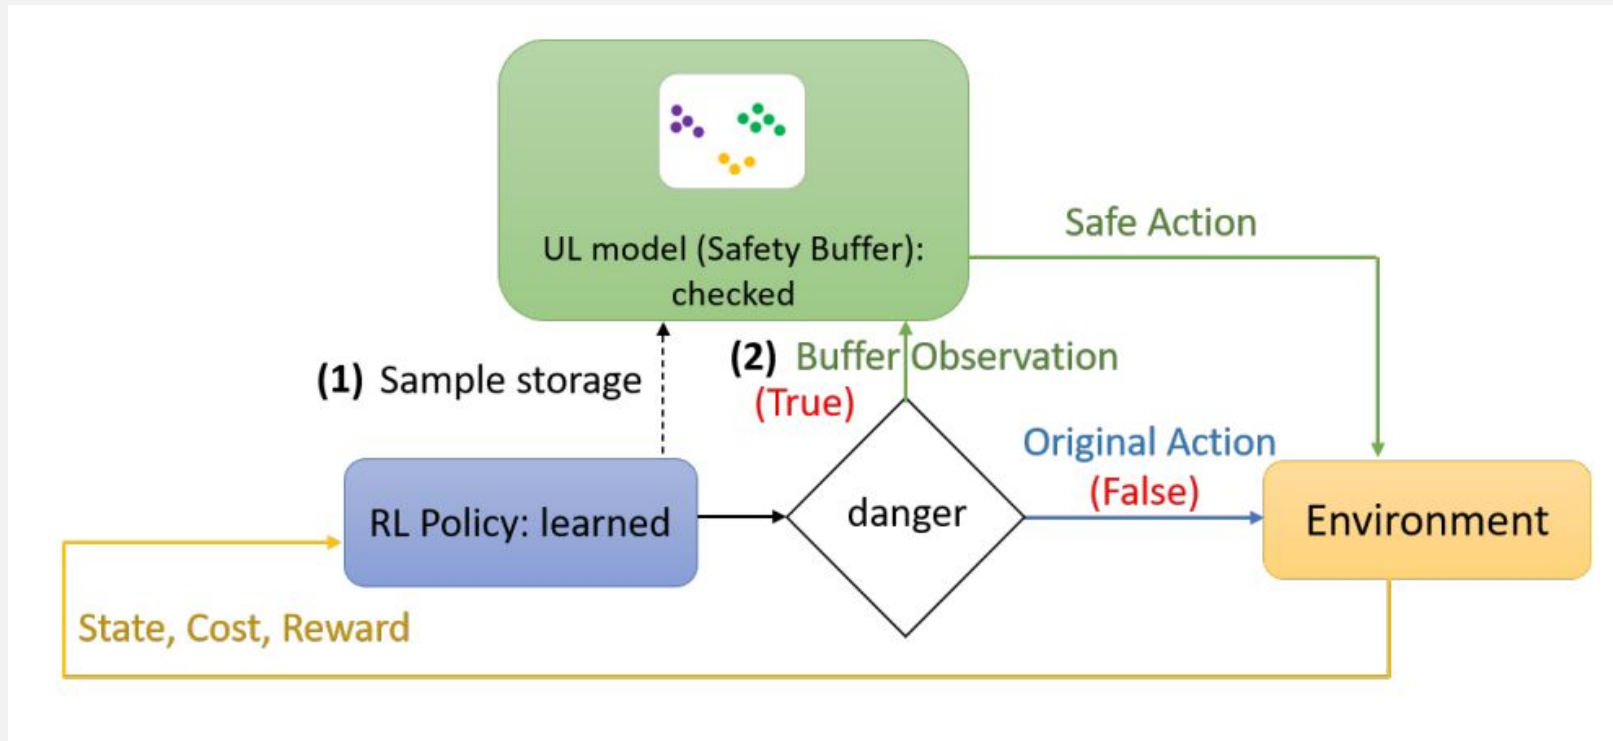 UL model (Safety Buffer):
checked
Safe Action
(1) Sample storage
(2) Buffer Observation
(True)
Original Action
(False)
RL Policy: learned
danger
Environment
State, Cost, Reward